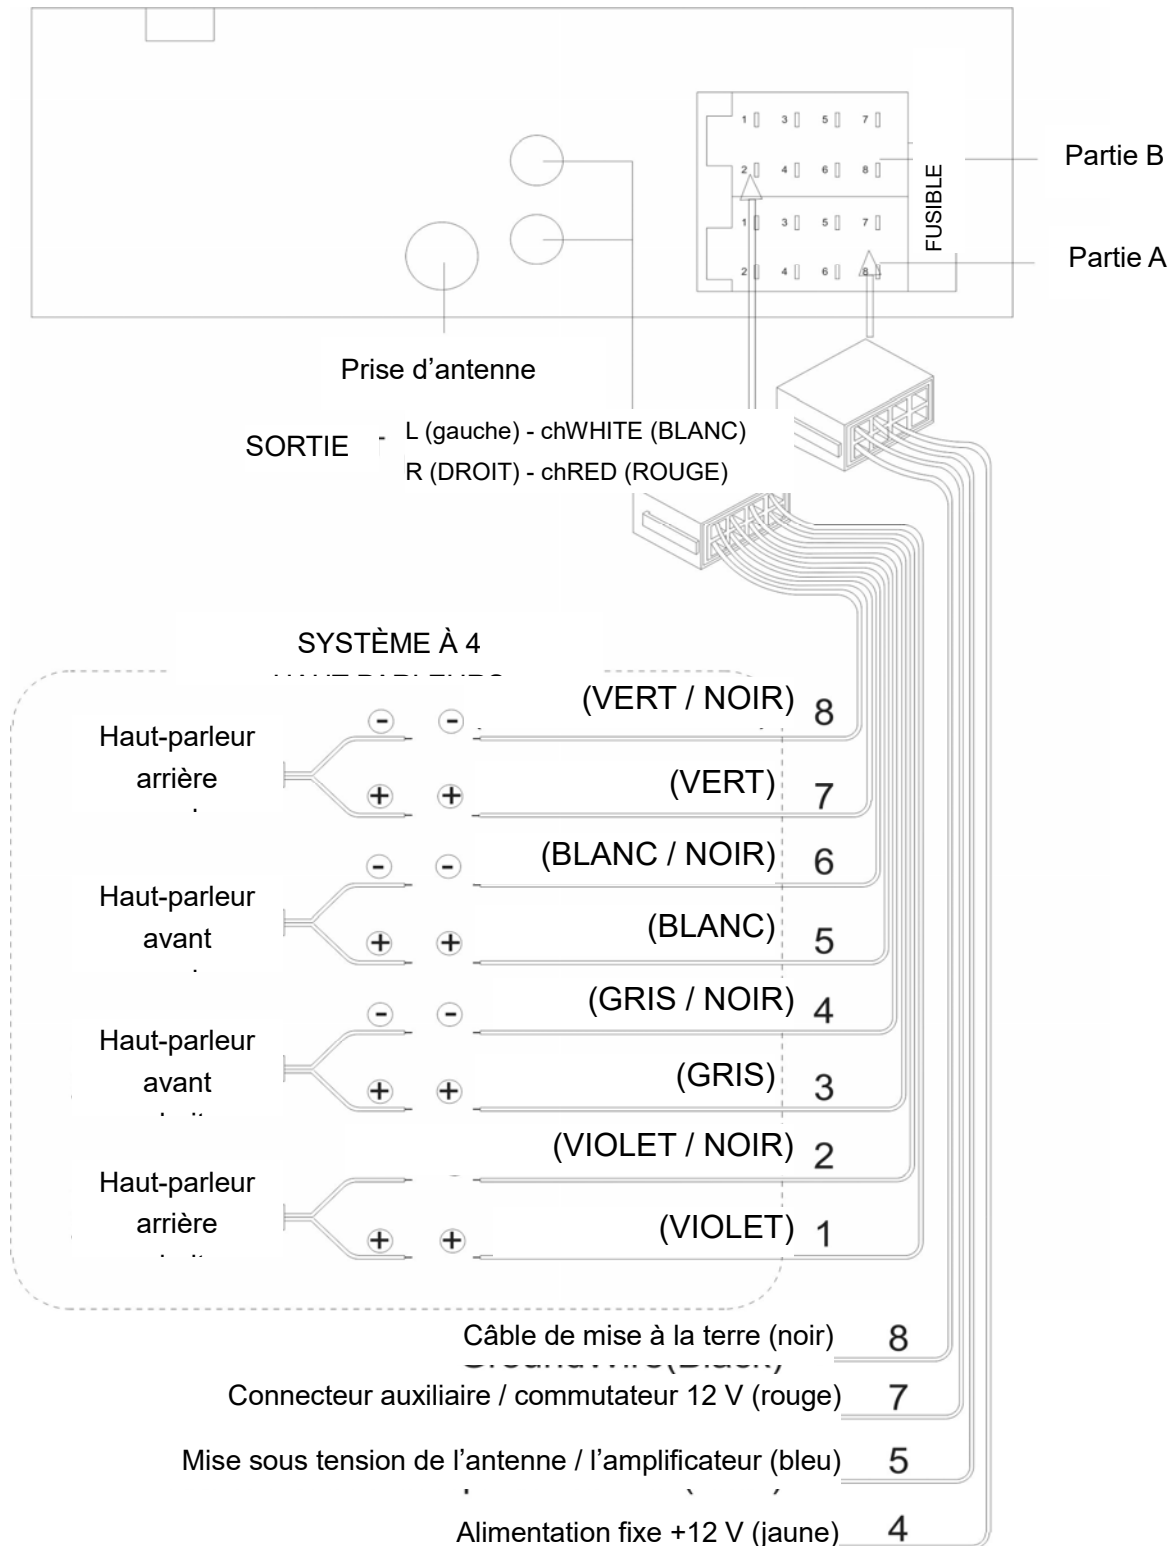 1 3 5 7
2 4 6 8
1 3 5 7
2 4 6 8
FUSIBLE
Partie B
Partie A
Prise d’antenne
SORTIE
L (gauche) - chWHITE (BLANC)
R (DROIT) - chRED (ROUGE)
SYSTÈME À 4
Haut-parleur
arrière
- - (VERT / NOIR) 8
+ + (VERT) 7
Haut-parleur
avant
- - (BLANC / NOIR) 6
+ + (BLANC) 5
Haut-parleur
avant
- - (GRIS / NOIR) 4
+ + (GRIS) 3
Haut-parleur
arrière
(VIOLET / NOIR) 2
+ + (VIOLET) 1
Câble de mise à la terre (noir) 8
Connecteur auxiliaire / commutateur 12 V (rouge) 7
Mise sous tension de l’antenne / l’amplificateur (bleu) 5
Alimentation fixe +12 V (jaune) 4